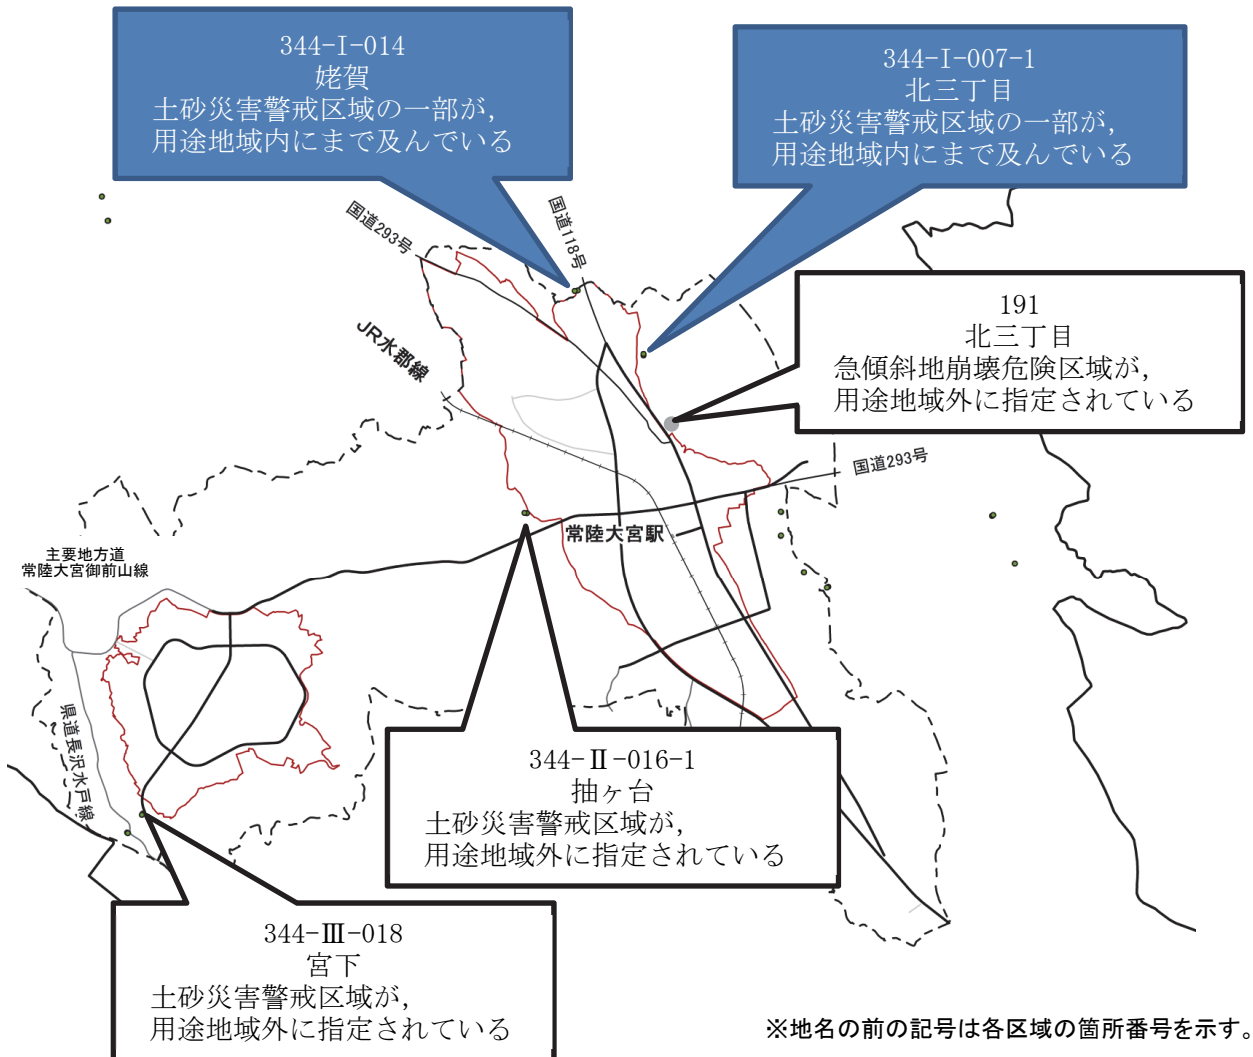 344-Ⅰ-014
姥賀
土砂災害警戒区域の一部が，
用途地域内にまで及んでいる
344-Ⅰ-007-1
北三丁目
土砂災害警戒区域の一部が，
用途地域内にまで及んでいる
国道293号
国道118号
191
北三丁目
急傾斜地崩壊危険区域が，
用途地域外に指定されている
JR水郡線
国道293号
常陸大宮駅
主要地方道
常陸大宮御前山線
県道長沢水戸線
344-Ⅱ-016-1
抽ヶ台
土砂災害警戒区域が，
用途地域外に指定されている
344-Ⅲ-018
宮下
土砂災害警戒区域が，
用途地域外に指定されている
※地名の前の記号は各区域の箇所番号を示す。